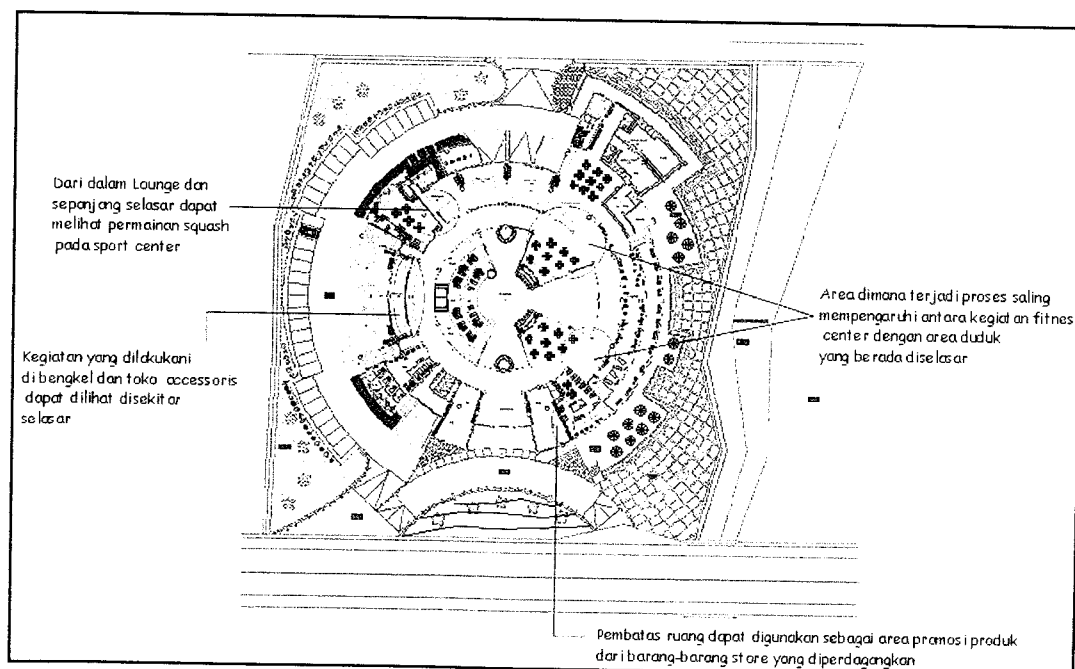 Dari dalam Lounge dan
sepanjang selasar dapat
melihat permainan squash
pada sport center
Kegiatan yang dilakukani
di bengkel dan toko accessoris
dapat dilihat disekitar
selasar
Area dimana terjadi proses saling
mempengaruhi antara kegiatan fitnes
center dengan area duduk
yang berada diselasar
Pembatas ruang dapat digunakan sebagai area promosi produk
dari barang-barang store yang diperdagangkan